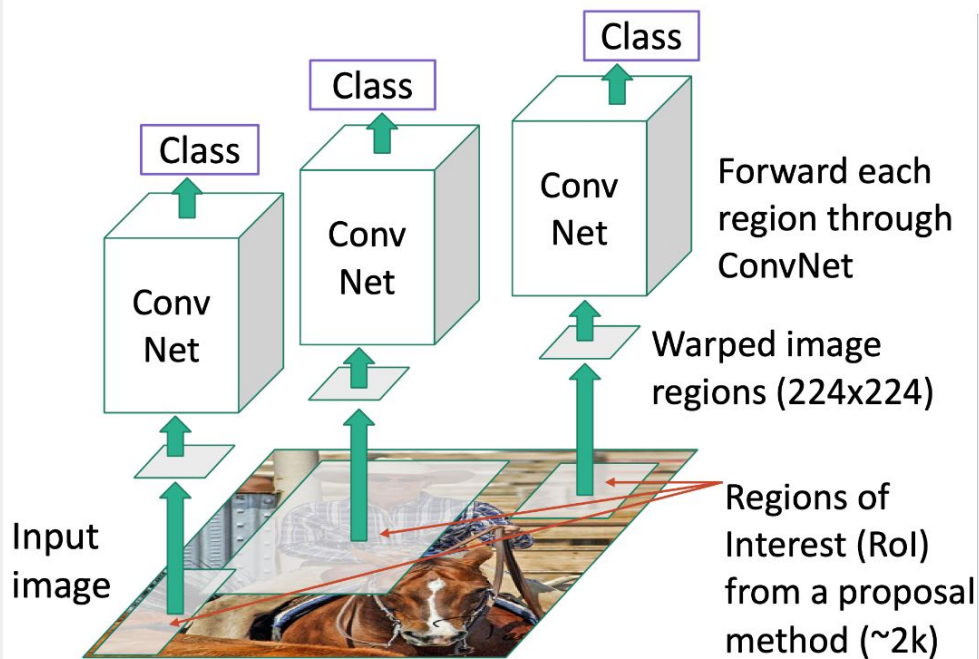 Class
Class
Class
Conv
Net
Conv
Net
Conv
Net
Forward each
region through
ConvNet
Warped image
regions (224x224)
Input
image
Regions of
Interest (RoI)
from a proposal
method (~2k)